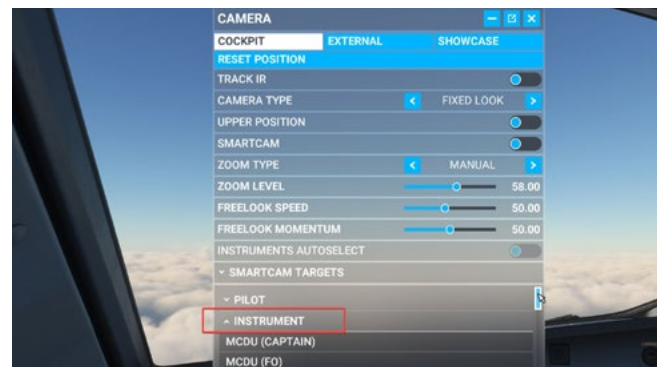 CAMERA
COCKPIT EXTERNAL SHOWCASE
RESET POSITION
TRACK IR
CAMERA TYPE FIXED LOOK
UPPER POSITION
SMARTCAM
ZOOM TYPE MANUAL
ZOOM LEVEL 58.00
FREELOOK SPEED 50.00
FREELOOK MOMENTUM 50.00
INSTRUMENTS AUTOSELECT
SMARTCAM TARGETS
PILOT
INSTRUMENT
MCDU (CAPTAIN)
MCDU (FO)